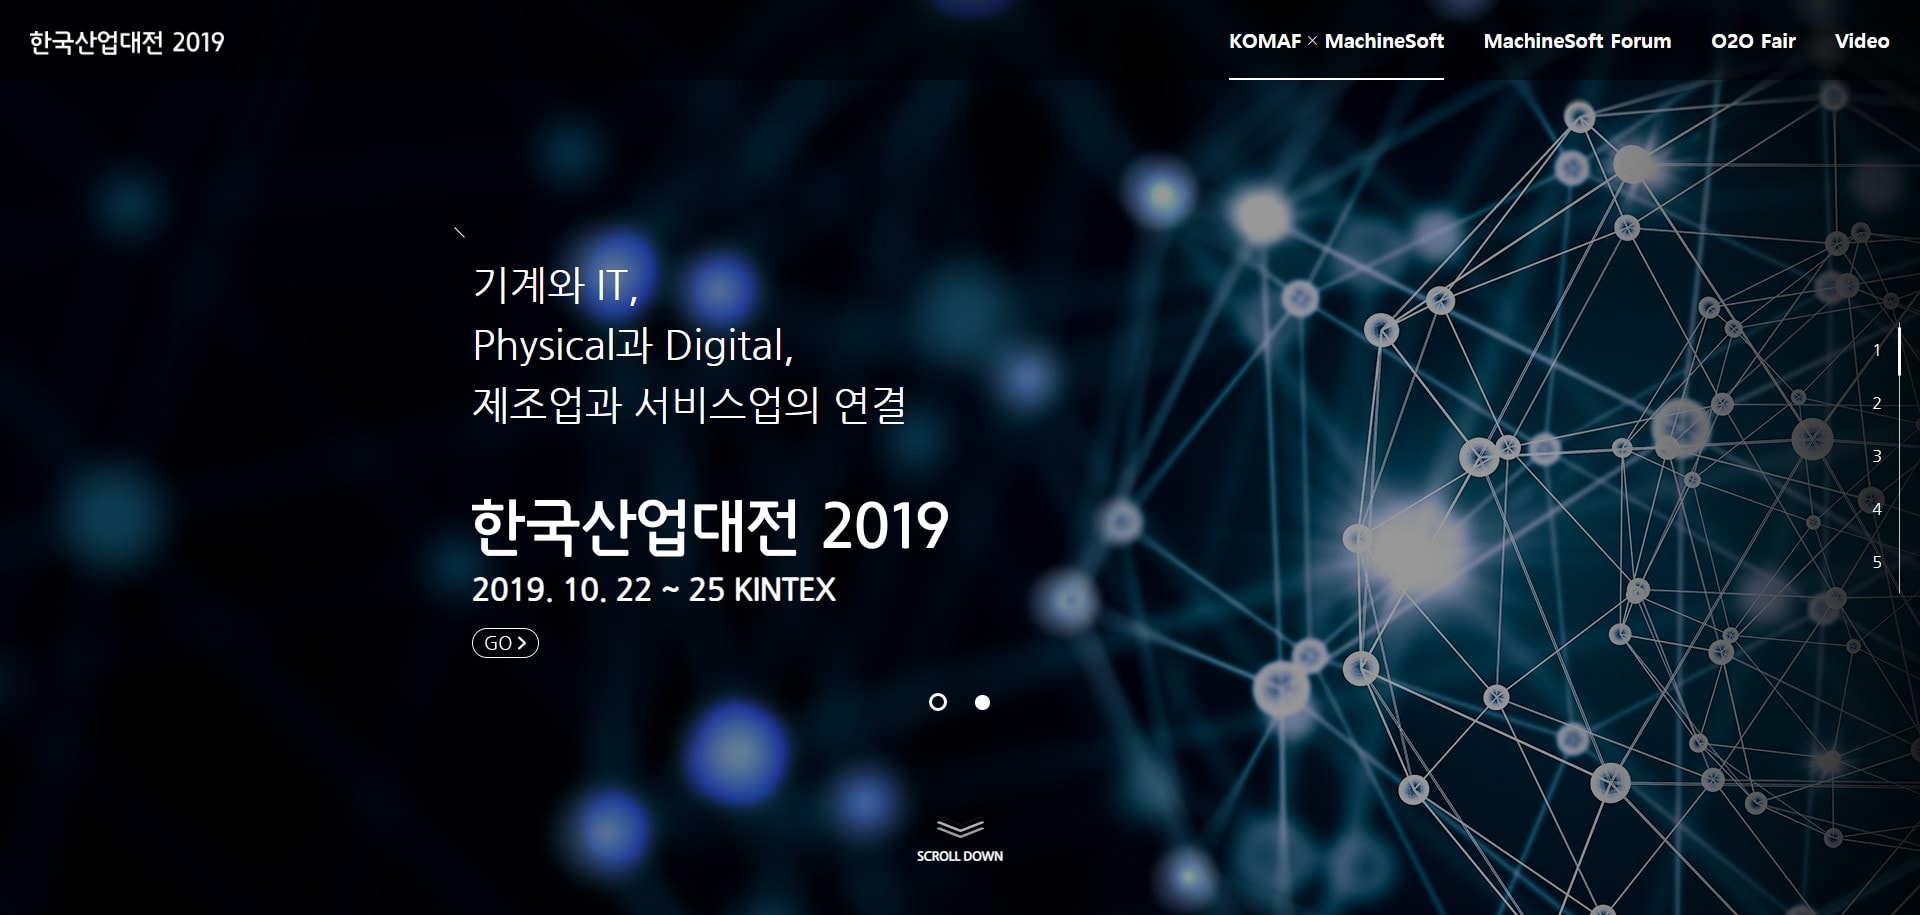 한국산업대전 2019
KOMAF × MachineSoft
MachineSoft Forum
O2O Fair
Video
기계와 IT,
Physical과 Digital,
제조업과 서비스업의 연결
한국산업대전 2019
2019. 10. 22 ~ 25 KINTEX
GO
SCROLL DOWN
1
2
3
4
5